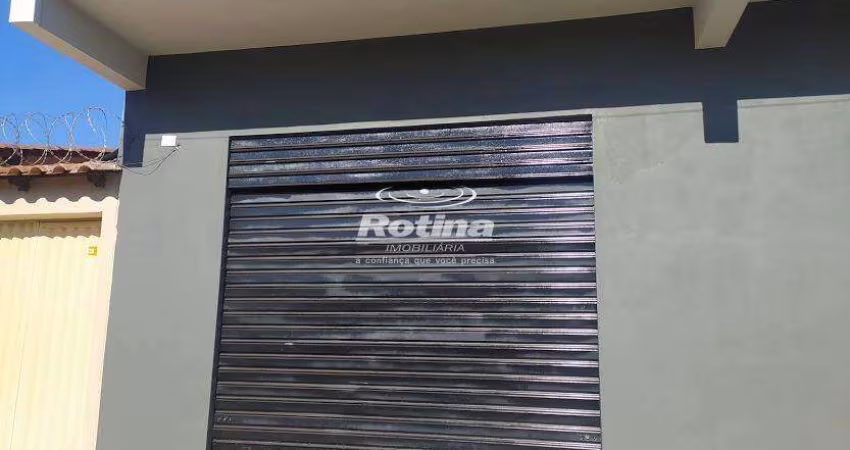 Rotina
IMOBILIÁRIA
a confiança que você precisa